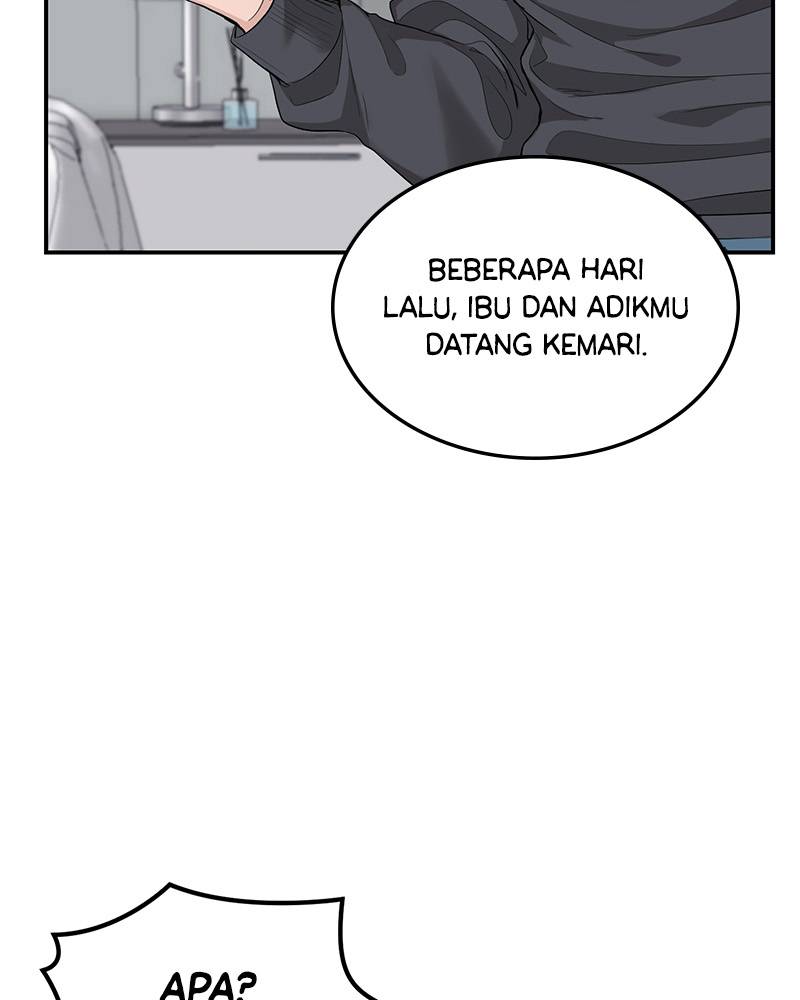 BEBERAPA HARI
LALU, IBU DAN ADIKMU
DATANG KEMARI.
APA?